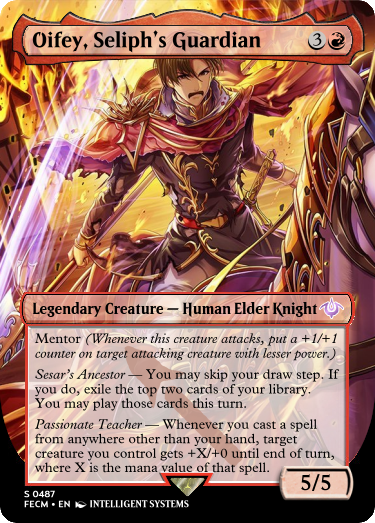 Oifey, Seliph's Guardian 3
Legendary Creature — Human Elder Knight
Mentor (Whenever this creature attacks, put a +1/+1
counter on target attacking creature with lesser power.)
Sesar's Ancestor — You may skip your draw step. If
you do, exile the top two cards of your library.
You may play those cards this turn.
Passionate Teacher — Whenever you cast a spell
from anywhere other than your hand, target
creature you control gets +X/+0 until end of turn,
where X is the mana value of that spell.
5/5
S 0487
FECM • EN INTELLIGENT SYSTEMS